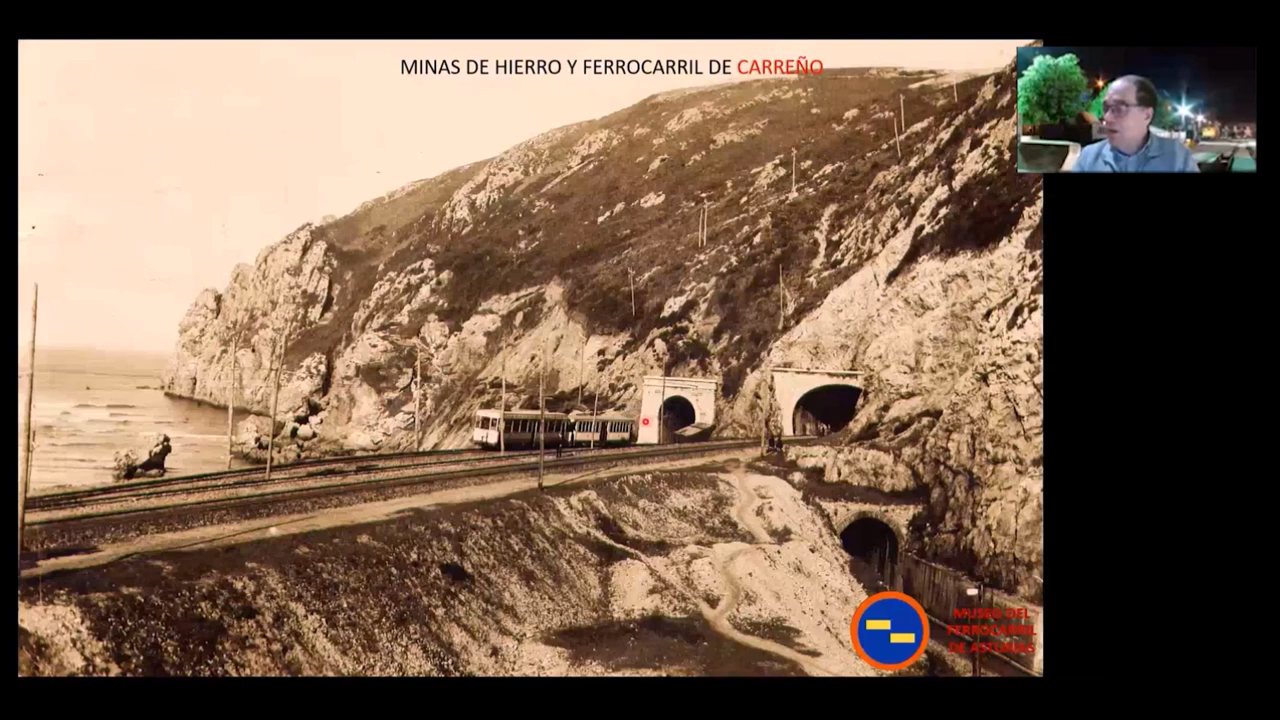 MINAS DE HIERRO Y FERROCARRIL DE CARREÑO
MUSEO DEL
FERROCARRIL
DE ASTURIAS